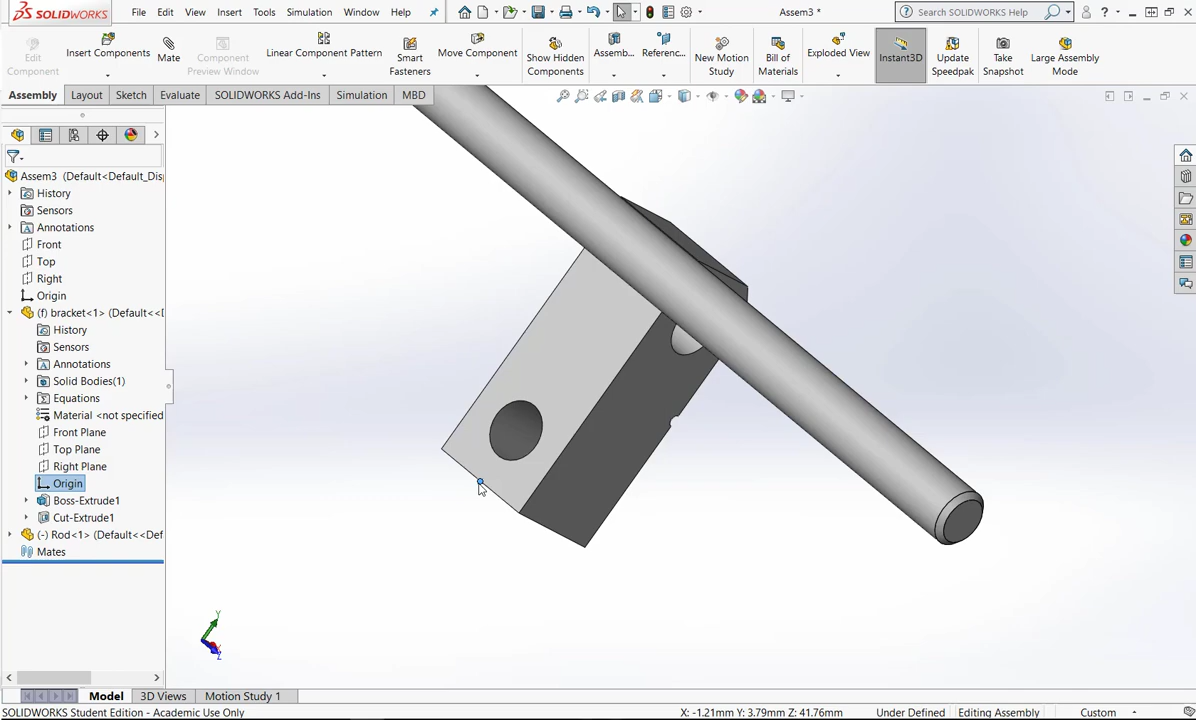 SOLIDWORKS File Edit View Insert Tools Simulation Window Help Assem3 * Search SOLIDWORKS Help
Edit Component
Insert Components
Mate
Component Preview Window
Linear Component Pattern
Smart Fasteners
Move Component
Show Hidden Components
Assemb...
Referenc...
New Motion Study
Bill of Materials
Exploded View
Instant3D
Update Speedpak
Take Snapshot
Large Assembly Mode
Assembly Layout Sketch Evaluate SOLIDWORKS Add-Ins Simulation MBD
Assem3 (Default<Default_Disp
History
Sensors
Annotations
Front
Top
Right
Origin
(f) bracket<1> (Default<<D
History
Sensors
Annotations
Solid Bodies(1)
Equations
Material <not specified
Front Plane
Top Plane
Right Plane
Origin
Boss-Extrude1
Cut-Extrude1
(-) Rod<1> (Default<<Def
Mates
Y
Z
Model 3D Views Motion Study 1
SOLIDWORKS Student Edition - Academic Use Only X: -1.21mm Y: 3.79mm Z: 41.76mm Under Defined Editing Assembly Custom